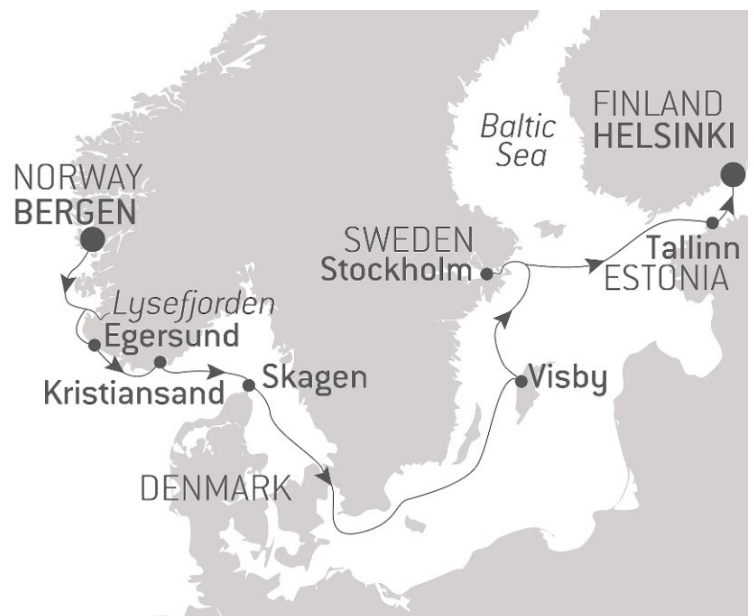 NORWAY
BERGEN
Lysefjorden
Egersund
Kristiansand
Skagen
DENMARK
SWEDEN
Stockholm
Visby
Baltic
Sea
FINLAND
HELSINKI
Tallinn
ESTONIA